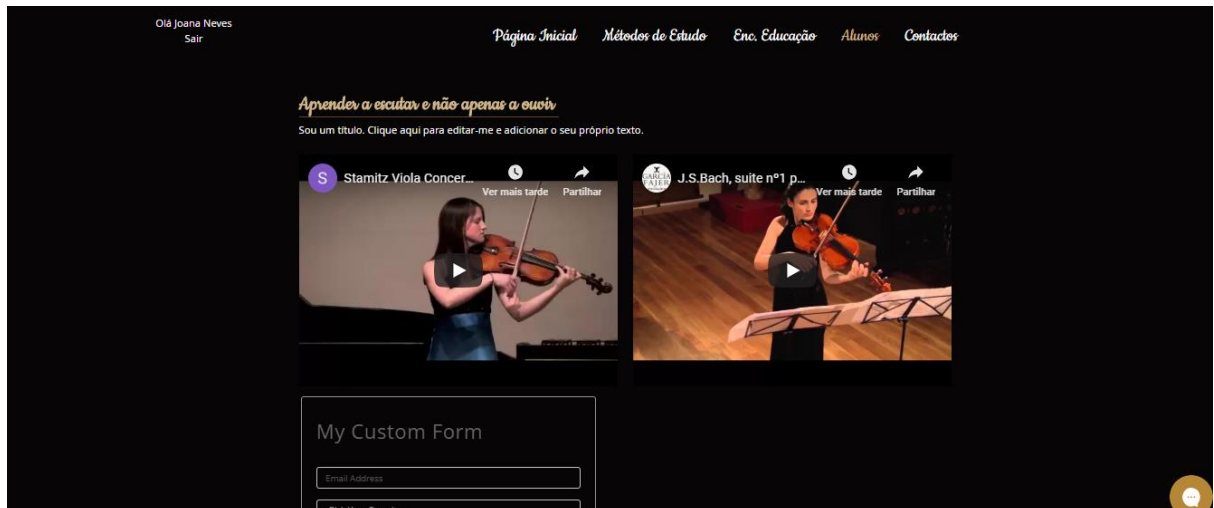 Olá Joana Neves
Sair
Página Inicial Métodos de Estudo Enc. Educação Alunos Contactos
Aprender a escutar e não apenas a ouvir
Sou um título. Clique aqui para editar-me e adicionar o seu próprio texto.
S Stamitz Viola Concer... Ver mais tarde Partilhar
GARCIA FAJER J.S.Bach, suite nº1 p... Ver mais tarde Partilhar
My Custom Form
Email Address